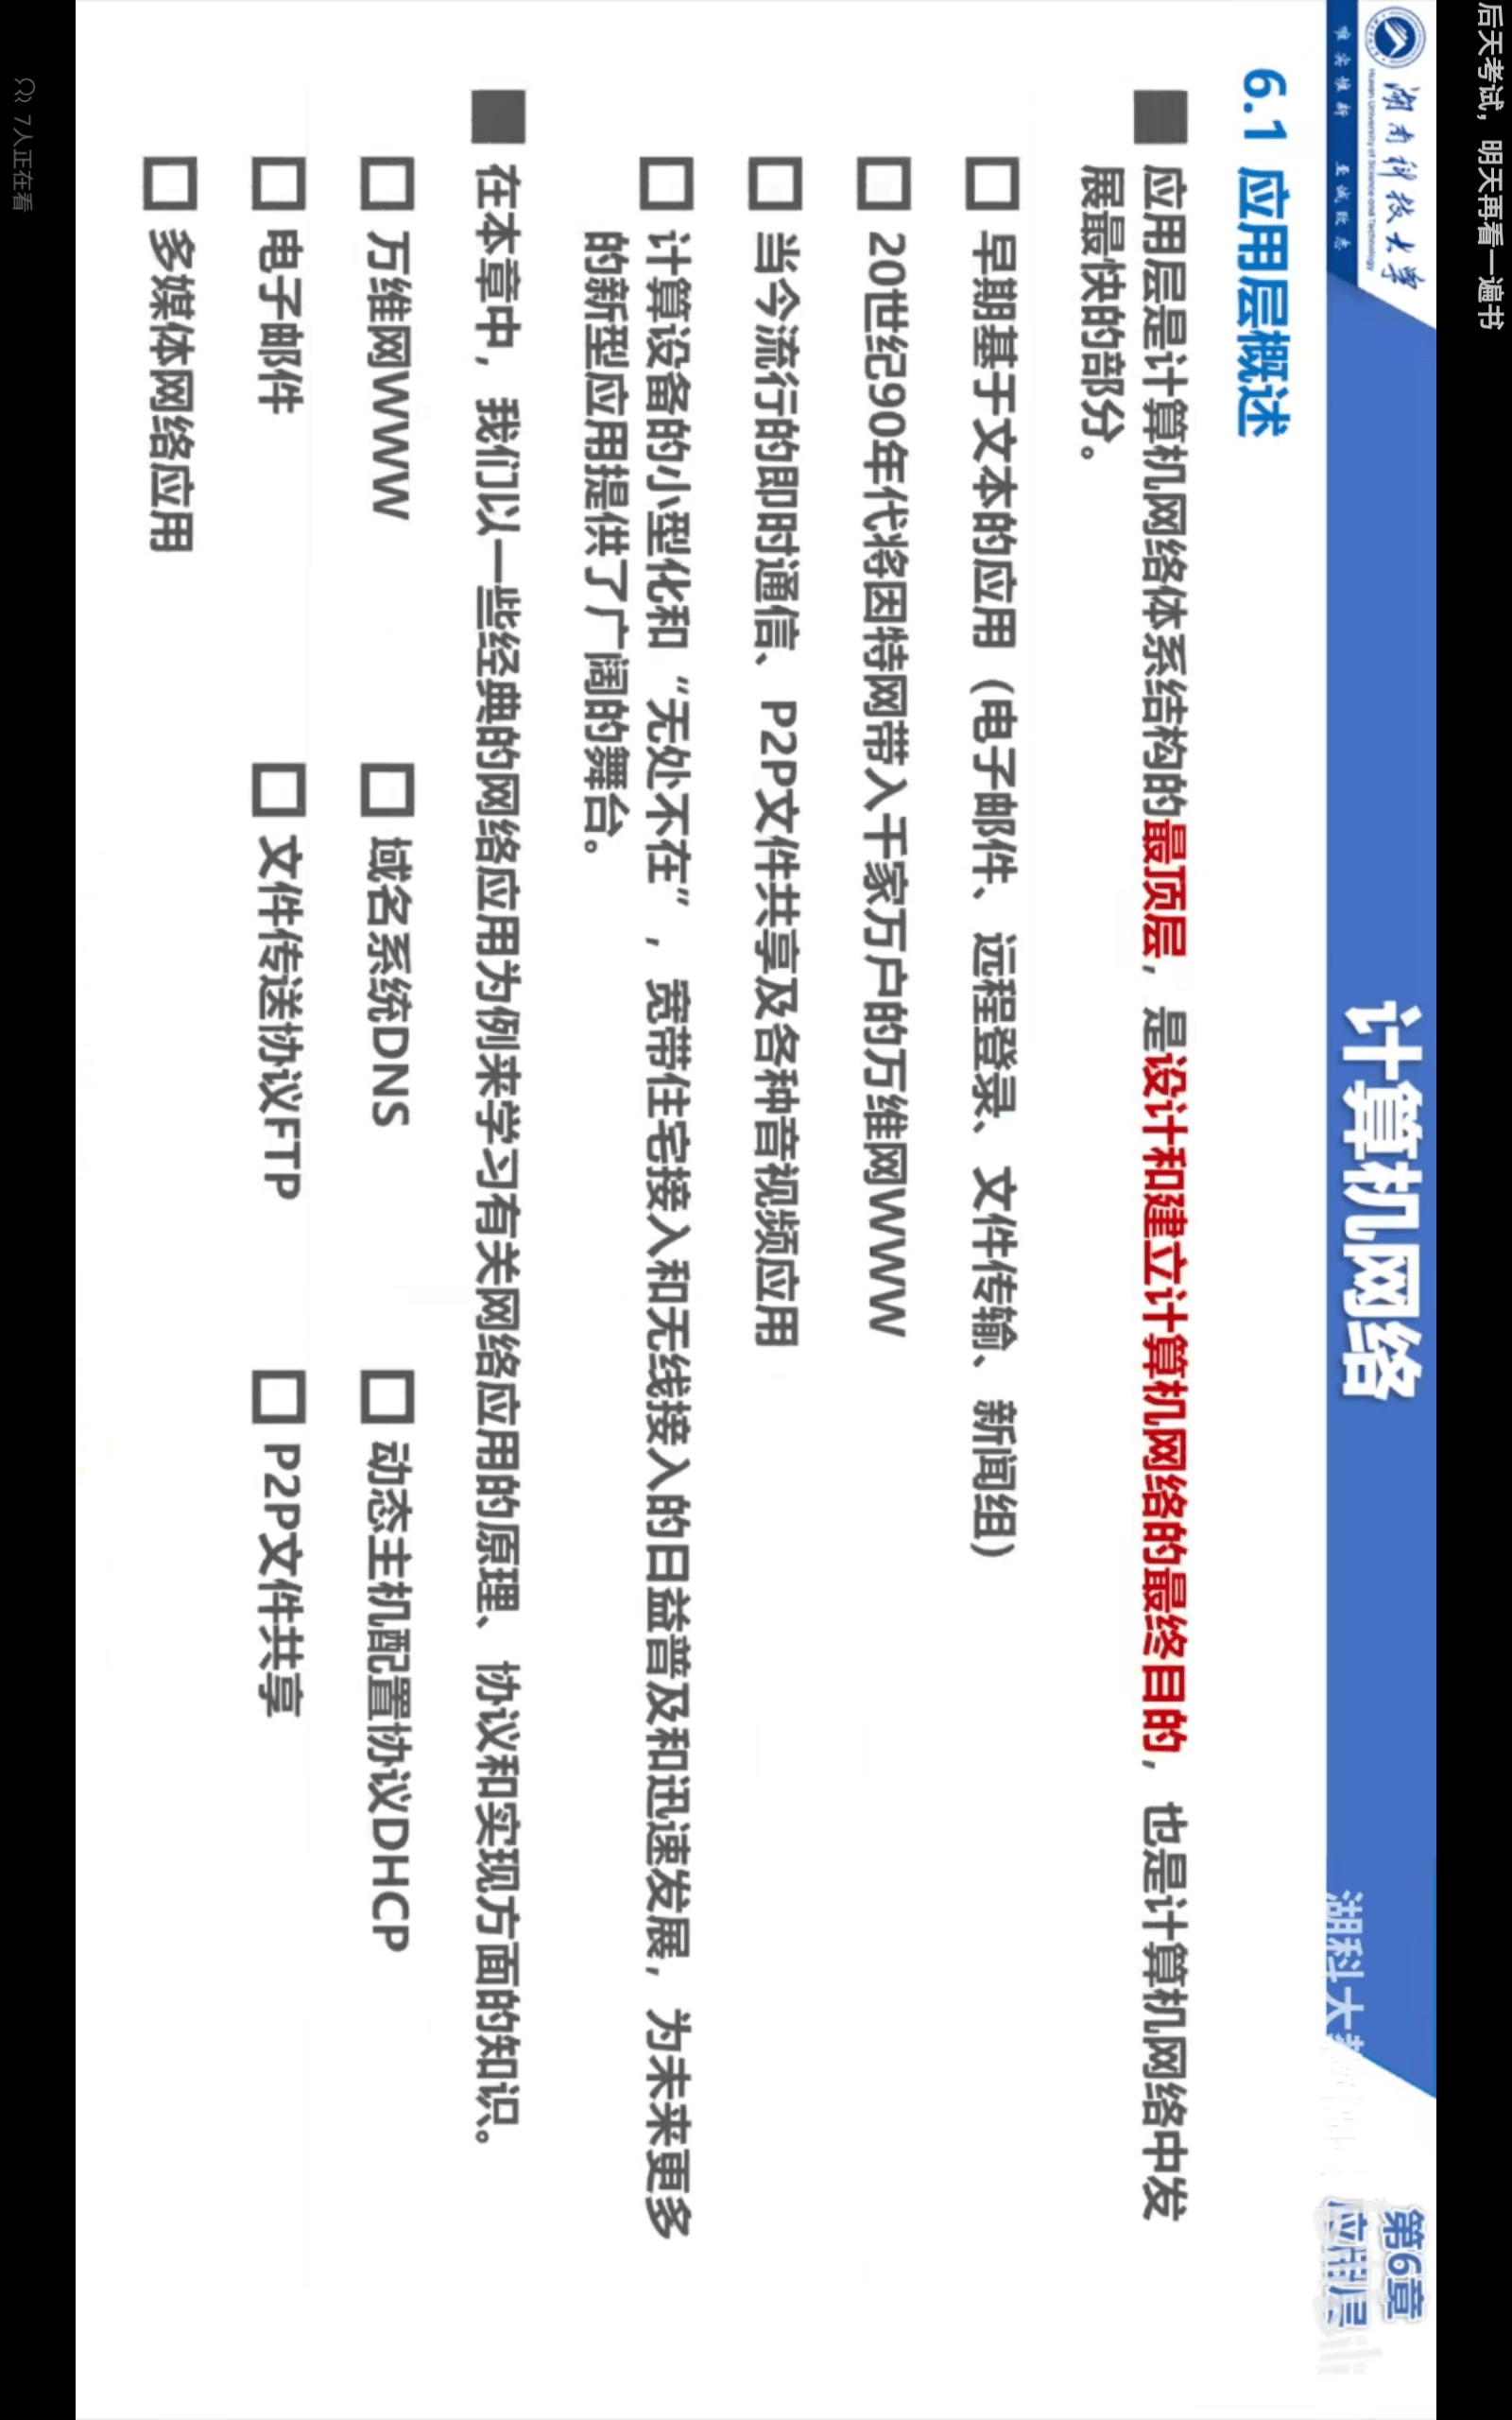 后天考试，明天再看一遍书
湖南科技大学
Hunan University of Science and Technology
唯实惟新 至诚致志
计算机网络
湖科大
第6章
应用层
6.1 应用层概述
应用层是计算机网络体系结构的最顶层，是设计和建立计算机网络的最终目的，也是计算机网络中发
展最快的部分。
早期基于文本的应用（电子邮件、远程登录、文件传输、新闻组）
20世纪90年代将因特网带入千家万户的万维网WWW
当今流行的即时通信、P2P文件共享及各种音视频应用
计算设备的小型化和“无处不在”，宽带住宅接入和无线接入的日益普及和迅速发展，为未来更多
的新型应用提供了广阔的舞台。
在本章中，我们以一些经典的网络应用为例来学习有关网络应用的原理、协议和实现方面的知识。
万维网WWW 域名系统DNS 动态主机配置协议DHCP
电子邮件 文件传送协议FTP P2P文件共享
多媒体网络应用
7人正在看